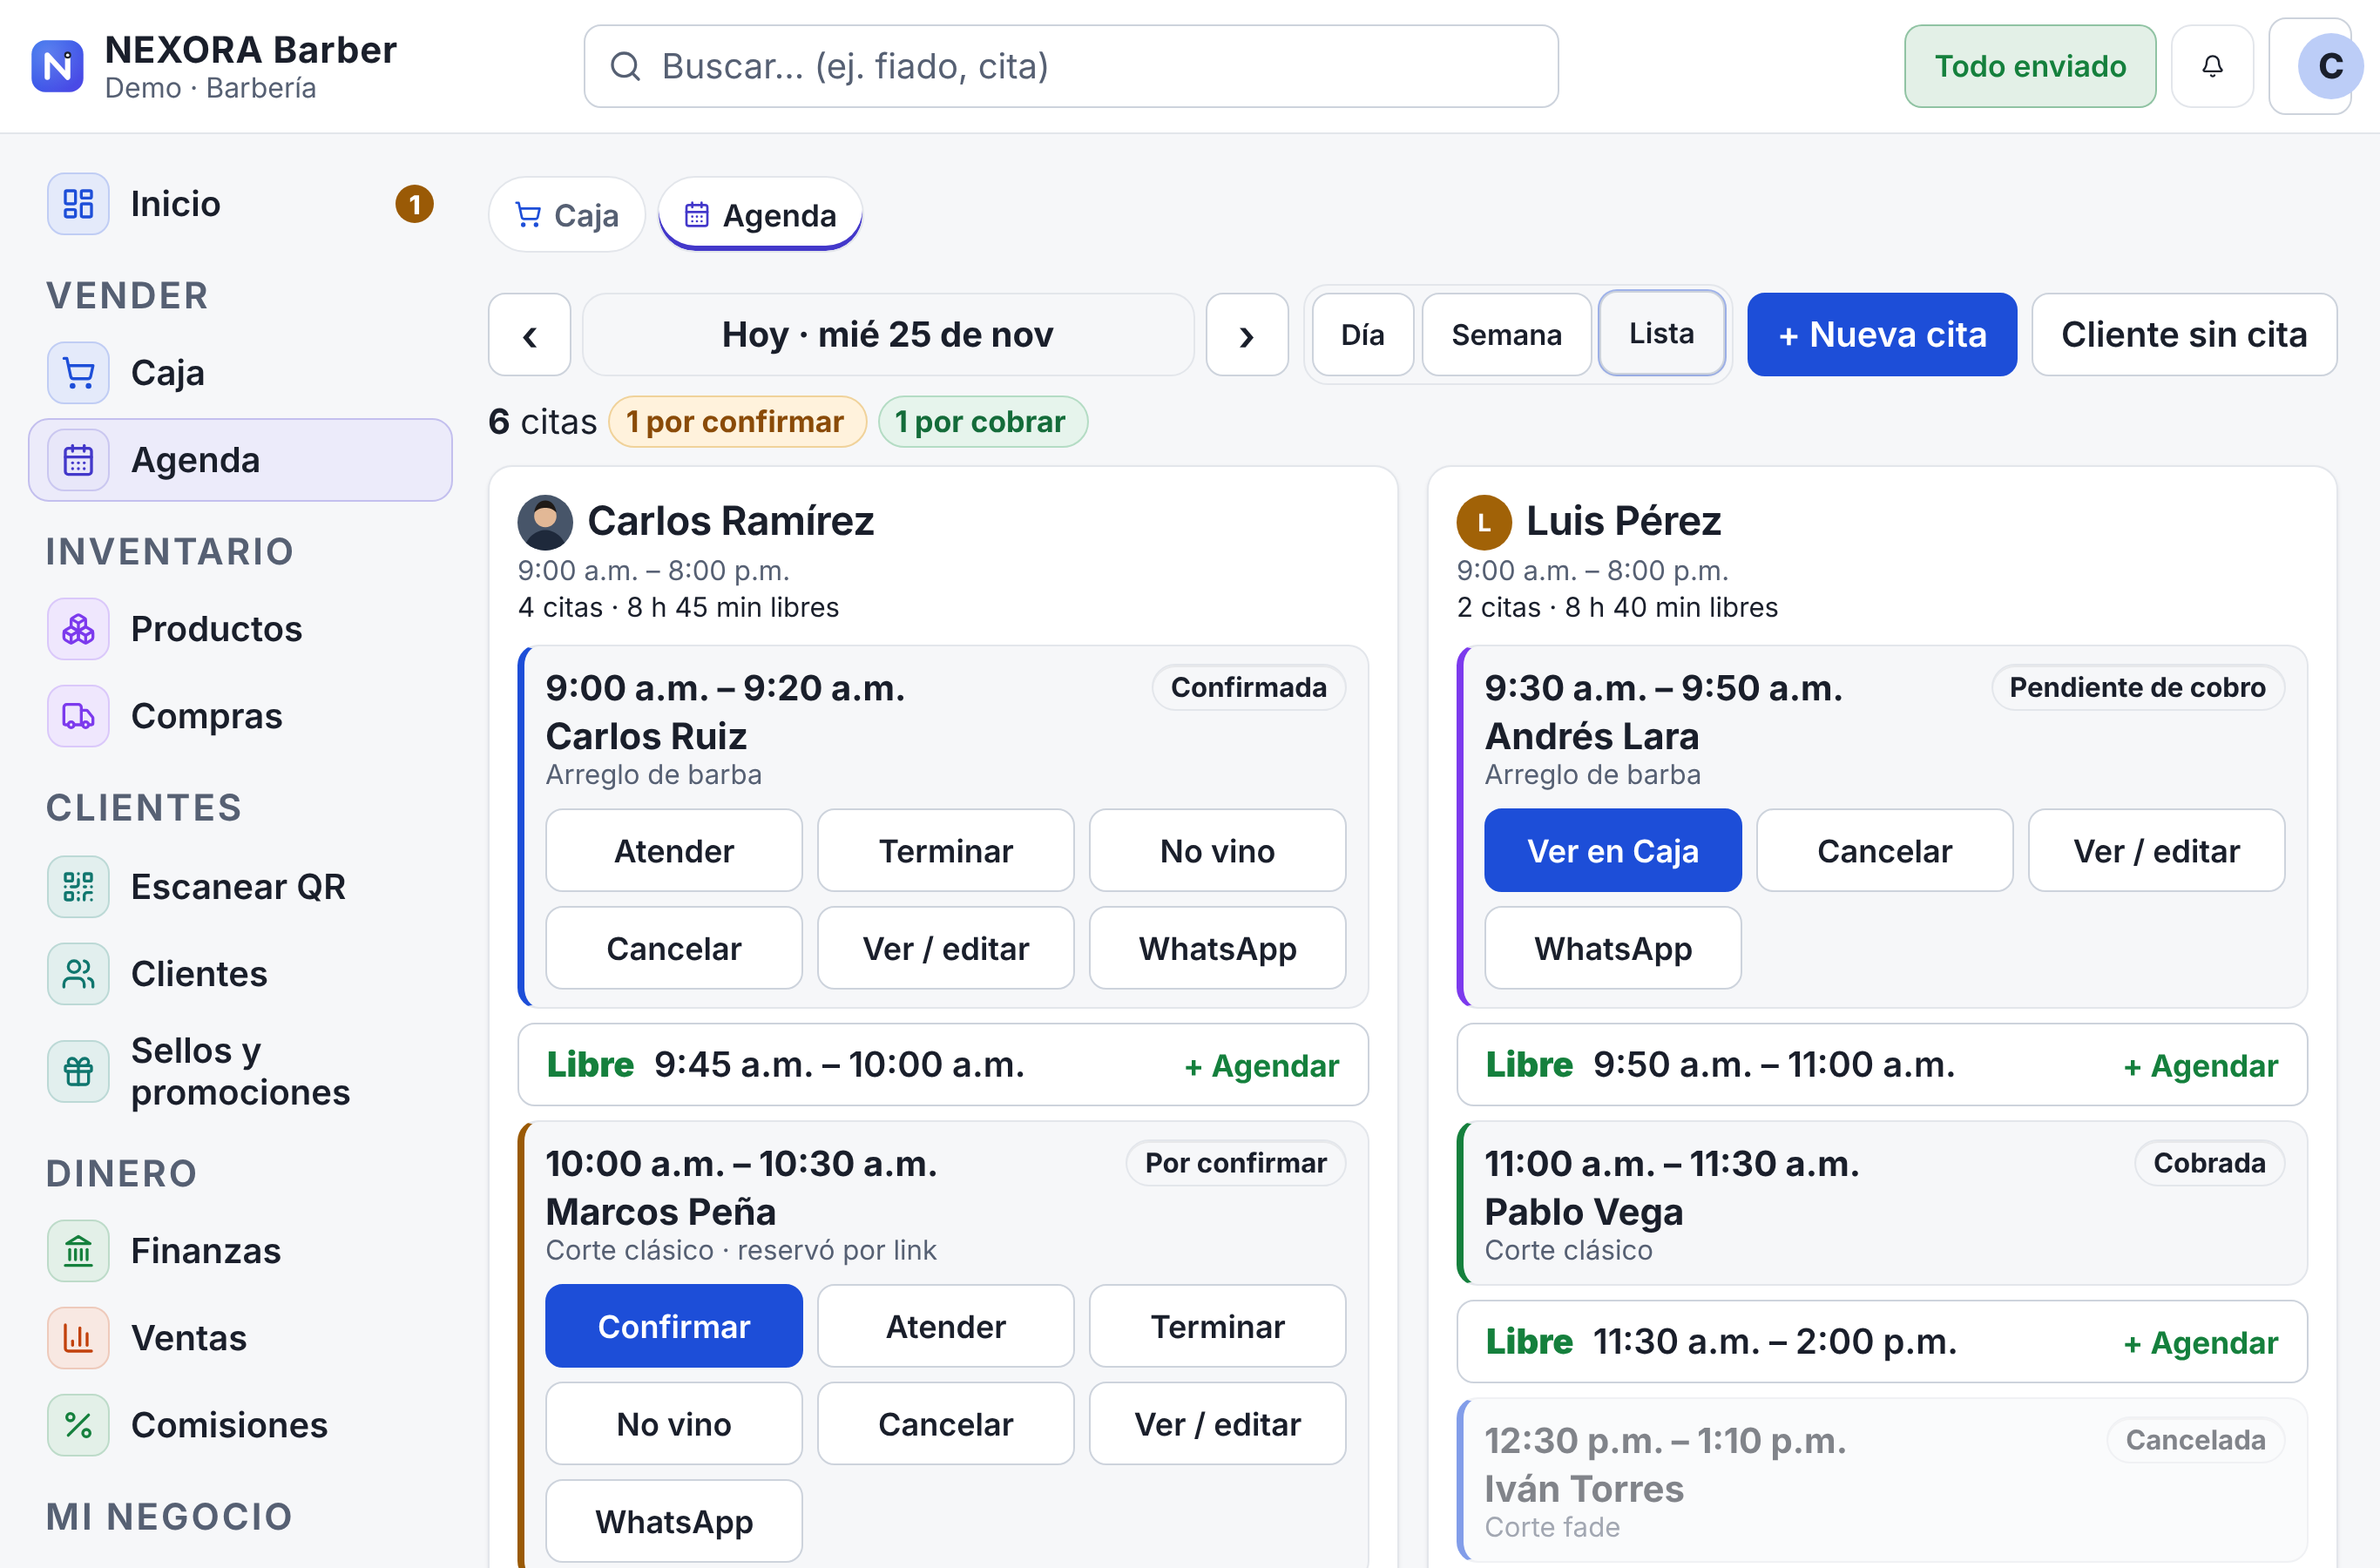 NEXORA Barber
Demo · Barbería
Buscar... (ej. fiado, cita)
Todo enviado
C
Inicio
1
VENDER
Caja
Agenda
INVENTARIO
Productos
Compras
CLIENTES
Escanear QR
Clientes
Sellos y
promociones
DINERO
Finanzas
Ventas
Comisiones
MI NEGOCIO
Caja
Agenda
‹
Hoy · mié 25 de nov
›
Día
Semana
Lista
+ Nueva cita
Cliente sin cita
6 citas
1 por confirmar
1 por cobrar
Carlos Ramírez
9:00 a.m. – 8:00 p.m.
4 citas · 8 h 45 min libres
9:00 a.m. – 9:20 a.m.
Confirmada
Carlos Ruiz
Arreglo de barba
Atender
Terminar
No vino
Cancelar
Ver / editar
WhatsApp
Libre 9:45 a.m. – 10:00 a.m.
+ Agendar
10:00 a.m. – 10:30 a.m.
Por confirmar
Marcos Peña
Corte clásico · reservó por link
Confirmar
Atender
Terminar
No vino
Cancelar
Ver / editar
WhatsApp
L
Luis Pérez
9:00 a.m. – 8:00 p.m.
2 citas · 8 h 40 min libres
9:30 a.m. – 9:50 a.m.
Pendiente de cobro
Andrés Lara
Arreglo de barba
Ver en Caja
Cancelar
Ver / editar
WhatsApp
Libre 9:50 a.m. – 11:00 a.m.
+ Agendar
11:00 a.m. – 11:30 a.m.
Cobrada
Pablo Vega
Corte clásico
Libre 11:30 a.m. – 2:00 p.m.
+ Agendar
12:30 p.m. – 1:10 p.m.
Cancelada
Iván Torres
Corte fade